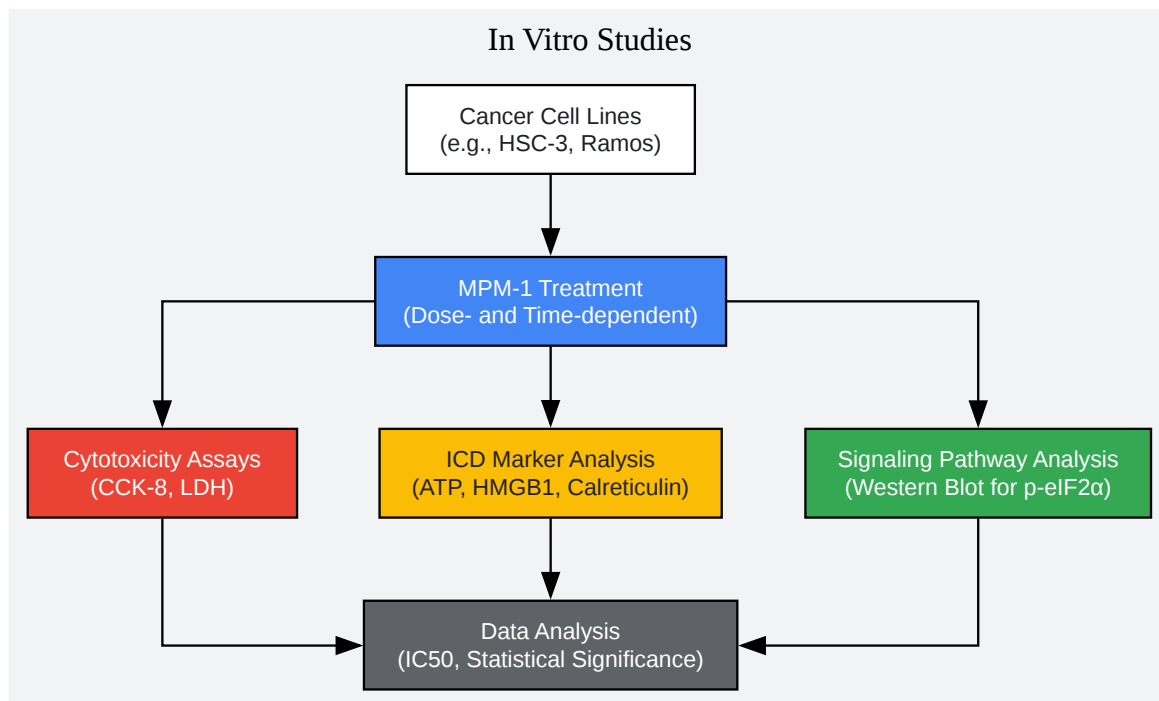 In Vitro Studies
Cancer Cell Lines
(e.g., HSC-3, Ramos)
MPM-1 Treatment
(Dose- and Time-dependent)
Cytotoxicity Assays
(CCK-8, LDH)
ICD Marker Analysis
(ATP, HMGB1, Calreticulin)
Signaling Pathway Analysis
(Western Blot for p-eIF2α)
Data Analysis
(IC50, Statistical Significance)